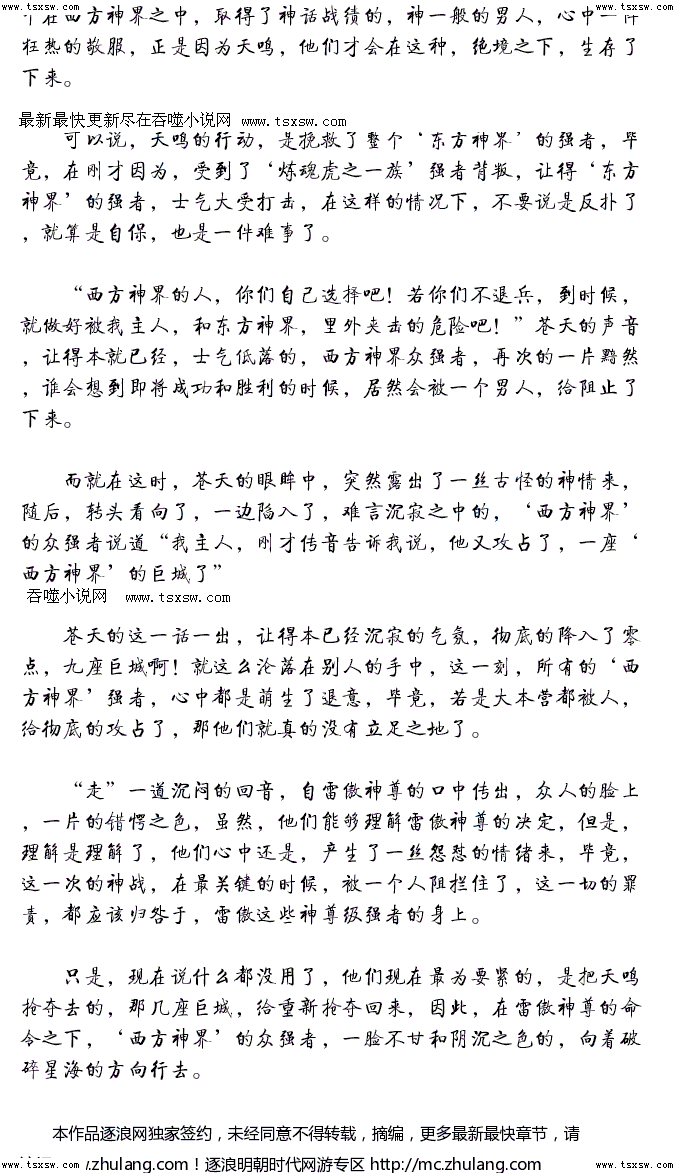 www.tsxsw.com www.tsxsw.com www.tsxsw.com www.tsxsw.com www.tsxsw.com
个在西方神界之中，取得了神话战绩的，神一般的男人，心中一阵
狂热的敬服，正是因为天鸣，他们才会在这种，绝境之下，生存了
下来。
最新最快更新尽在吞噬小说网 www.tsxsw.com
可以说，天鸣的行动，是挽救了整个‘东方神界’的强者，毕
竟，在刚才因为，受到了‘炼魂虎之一族’强者背叛，让得‘东方
神界’的强者，士气大受打击，在这样的情况下，不要说是反扑了
，就算是自保，也是一件难事了。
“西方神界的人，你们自己选择吧！若你们不退兵，到时候，
就做好被我主人，和东方神界，里外夹击的危险吧！”苍天的声音
，让得本就已经，士气低落的，西方神界众强者，再次的一片黯然
，谁会想到即将成功和胜利的时候，居然会被一个男人，给阻止了
下来。
而就在这时，苍天的眼眸中，突然露出了一丝古怪的神情来，
随后，转头看向了，一边陷入了，难言沉寂之中的，‘西方神界’
的众强者说道“我主人，刚才传音告诉我说，他又攻占了，一座‘
西方神界’的巨城了”
吞噬小说网 www.tsxsw.com
苍天的这一话一出，让得本已经沉寂的气氛，彻底的降入了零
点，九座巨城啊！就这么沦落在别人的手中，这一刻，所有的‘西
方神界’强者，心中都是萌生了退意，毕竟，若是大本营都被人，
给彻底的攻占了，那他们就真的没有立足之地了。
“走”一道沉闷的回音，自雷傲神尊的口中传出，众人的脸上
，一片的错愕之色，虽然，他们能够理解雷傲神尊的决定，但是，
理解是理解了，他们心中还是，产生了一丝怨怼的情绪来，毕竟，
这一次的神战，在最关键的时候，被一个人阻拦住了，这一切的罪
责，都应该归咎于，雷傲这些神尊级强者的身上。
只是，现在说什么都没用了，他们现在最为要紧的，是把天鸣
抢夺去的，那几座巨城，给重新抢夺回来，因此，在雷傲神尊的命
令之下，‘西方神界’的众强者，一脸不甘和阴沉之色的，向着破
碎星海的方向行去。
本作品逐浪网独家签约，未经同意不得转载，摘编，更多最新最快章节，请
.zhulang.com！逐浪明朝时代网游专区 http://mc.zhulang.com
www.tsxsw.com www.tsxsw.com www.tsxsw.com www.tsxsw.com www.tsxsw.com